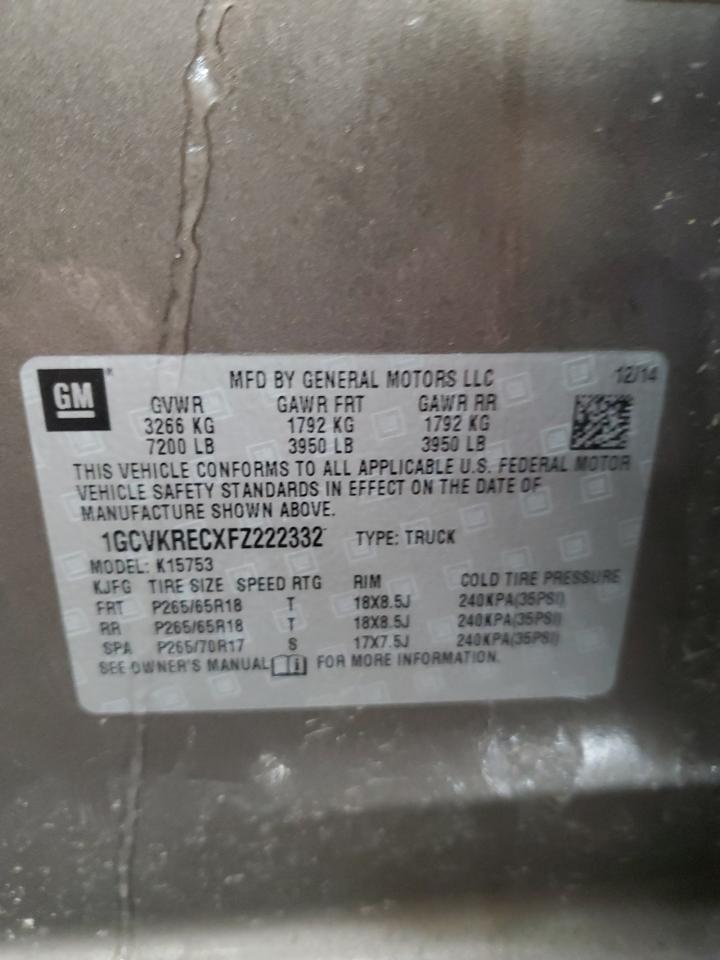 GM
MFD BY GENERAL MOTORS LLC 12/14
GVWR GAWR FRT GAWR RR
3266 KG 1792 KG 1792 KG
7200 LB 3950 LB 3950 LB
THIS VEHICLE CONFORMS TO ALL APPLICABLE U.S. FEDERAL MOTOR
VEHICLE SAFETY STANDARDS IN EFFECT ON THE DATE OF
MANUFACTURE SHOWN ABOVE.
1GCVKRECXFZ222332 TYPE: TRUCK
MODEL: K15753
KJFG TIRE SIZE SPEED RTG RIM COLD TIRE PRESSURE
FRT P265/65R18 T 18X8.5J 240KPA(35PSI)
RR P265/65R18 T 18X8.5J 240KPA(35PSI)
SPA P265/70R17 S 17X7.5J 240KPA(35PSI)
SEE OWNER'S MANUAL FOR MORE INFORMATION.